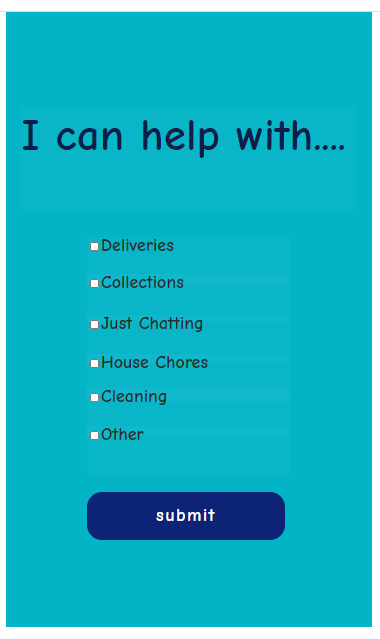 I can help with....
Deliveries
Collections
Just Chatting
House Chores
Cleaning
Other
submit